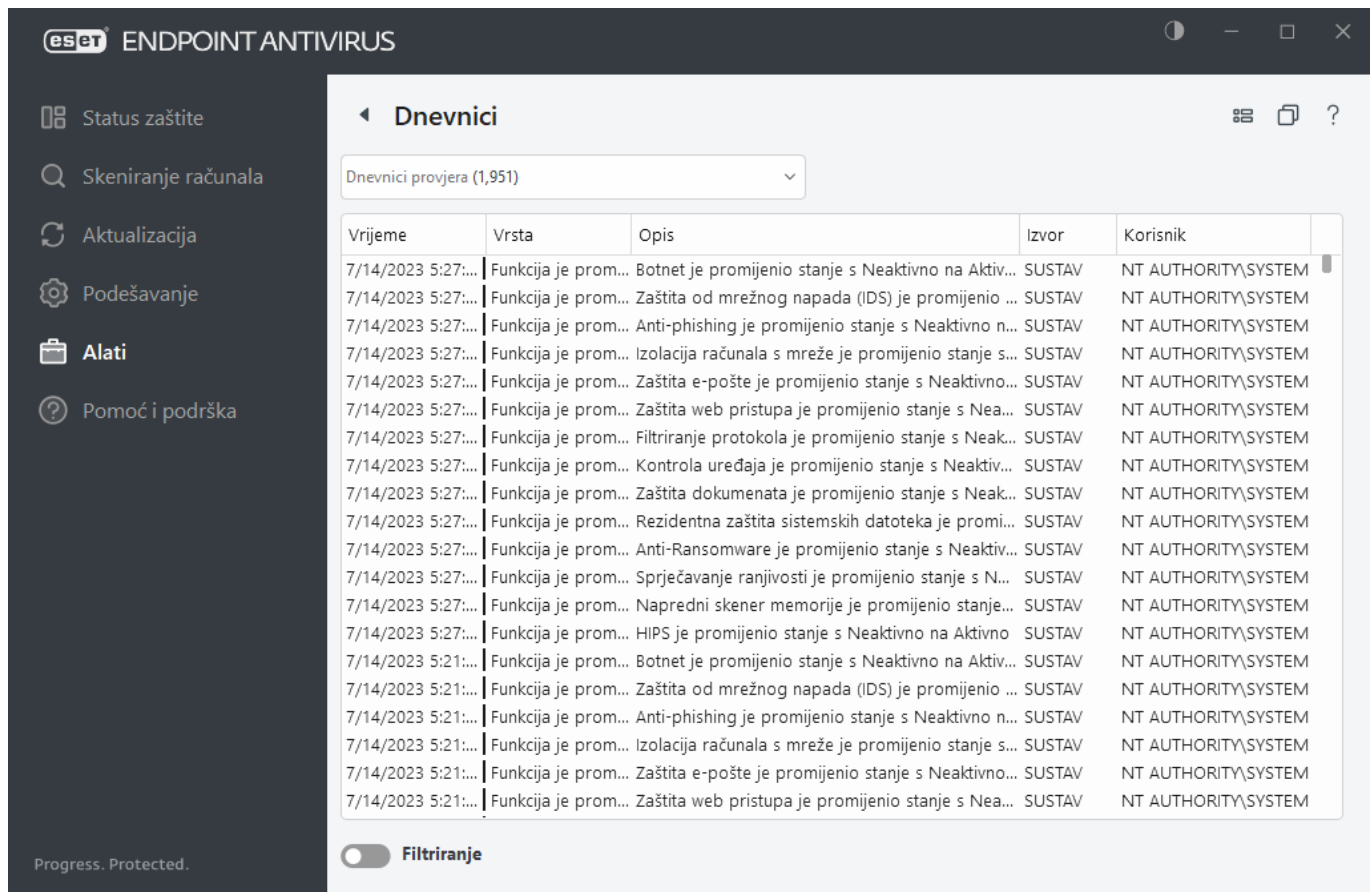 eset ENDPOINT ANTIVIRUS
Status zaštite
Skeniranje računala
Aktualizacija
Podešavanje
Alati
Pomoć i podrška
Progress. Protected.
Dnevnici
?
Dnevnici provjera (1,951)
Vrijeme Vrsta Opis Izvor Korisnik
7/14/2023 5:27:... Funkcija je prom... Botnet je promijenio stanje s Neaktivno na Aktiv... SUSTAV NT AUTHORITY\SYSTEM
7/14/2023 5:27:... Funkcija je prom... Zaštita od mrežnog napada (IDS) je promijenio ... SUSTAV NT AUTHORITY\SYSTEM
7/14/2023 5:27:... Funkcija je prom... Anti-phishing je promijenio stanje s Neaktivno n... SUSTAV NT AUTHORITY\SYSTEM
7/14/2023 5:27:... Funkcija je prom... Izolacija računala s mreže je promijenio stanje s... SUSTAV NT AUTHORITY\SYSTEM
7/14/2023 5:27:... Funkcija je prom... Zaštita e-pošte je promijenio stanje s Neaktivno... SUSTAV NT AUTHORITY\SYSTEM
7/14/2023 5:27:... Funkcija je prom... Zaštita web pristupa je promijenio stanje s Nea... SUSTAV NT AUTHORITY\SYSTEM
7/14/2023 5:27:... Funkcija je prom... Filtriranje protokola je promijenio stanje s Neak... SUSTAV NT AUTHORITY\SYSTEM
7/14/2023 5:27:... Funkcija je prom... Kontrola uređaja je promijenio stanje s Neaktiv... SUSTAV NT AUTHORITY\SYSTEM
7/14/2023 5:27:... Funkcija je prom... Zaštita dokumenata je promijenio stanje s Neak... SUSTAV NT AUTHORITY\SYSTEM
7/14/2023 5:27:... Funkcija je prom... Rezidentna zaštita sistemskih datoteka je promi... SUSTAV NT AUTHORITY\SYSTEM
7/14/2023 5:27:... Funkcija je prom... Anti-Ransomware je promijenio stanje s Neaktiv... SUSTAV NT AUTHORITY\SYSTEM
7/14/2023 5:27:... Funkcija je prom... Sprječavanje ranjivosti je promijenio stanje s N... SUSTAV NT AUTHORITY\SYSTEM
7/14/2023 5:27:... Funkcija je prom... Napredni skener memorije je promijenio stanje... SUSTAV NT AUTHORITY\SYSTEM
7/14/2023 5:27:... Funkcija je prom... HIPS je promijenio stanje s Neaktivno na Aktivno SUSTAV NT AUTHORITY\SYSTEM
7/14/2023 5:21:... Funkcija je prom... Botnet je promijenio stanje s Neaktivno na Aktiv... SUSTAV NT AUTHORITY\SYSTEM
7/14/2023 5:21:... Funkcija je prom... Zaštita od mrežnog napada (IDS) je promijenio ... SUSTAV NT AUTHORITY\SYSTEM
7/14/2023 5:21:... Funkcija je prom... Anti-phishing je promijenio stanje s Neaktivno n... SUSTAV NT AUTHORITY\SYSTEM
7/14/2023 5:21:... Funkcija je prom... Izolacija računala s mreže je promijenio stanje s... SUSTAV NT AUTHORITY\SYSTEM
7/14/2023 5:21:... Funkcija je prom... Zaštita e-pošte je promijenio stanje s Neaktivno... SUSTAV NT AUTHORITY\SYSTEM
7/14/2023 5:21:... Funkcija je prom... Zaštita web pristupa je promijenio stanje s Nea... SUSTAV NT AUTHORITY\SYSTEM
Filtriranje